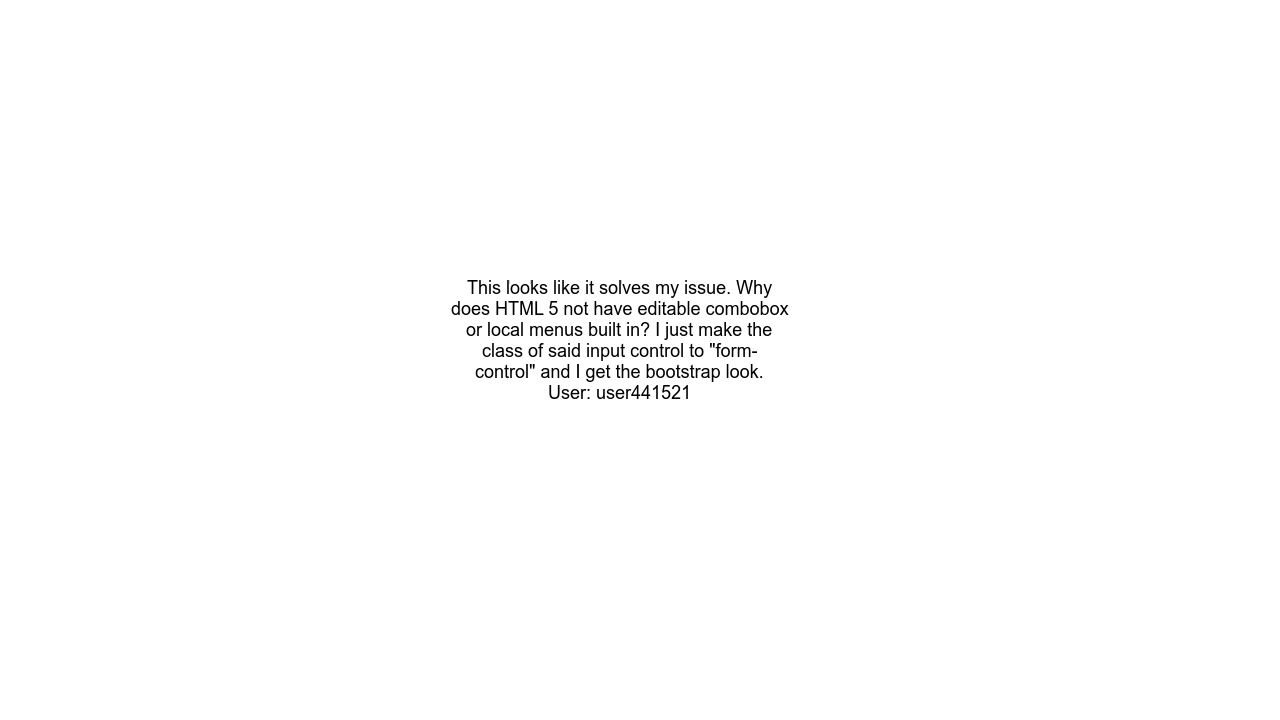 This looks like it solves my issue. Why
does HTML 5 not have editable combobox
or local menus built in? I just make the
class of said input control to "form-
control" and I get the bootstrap look.
User: user441521